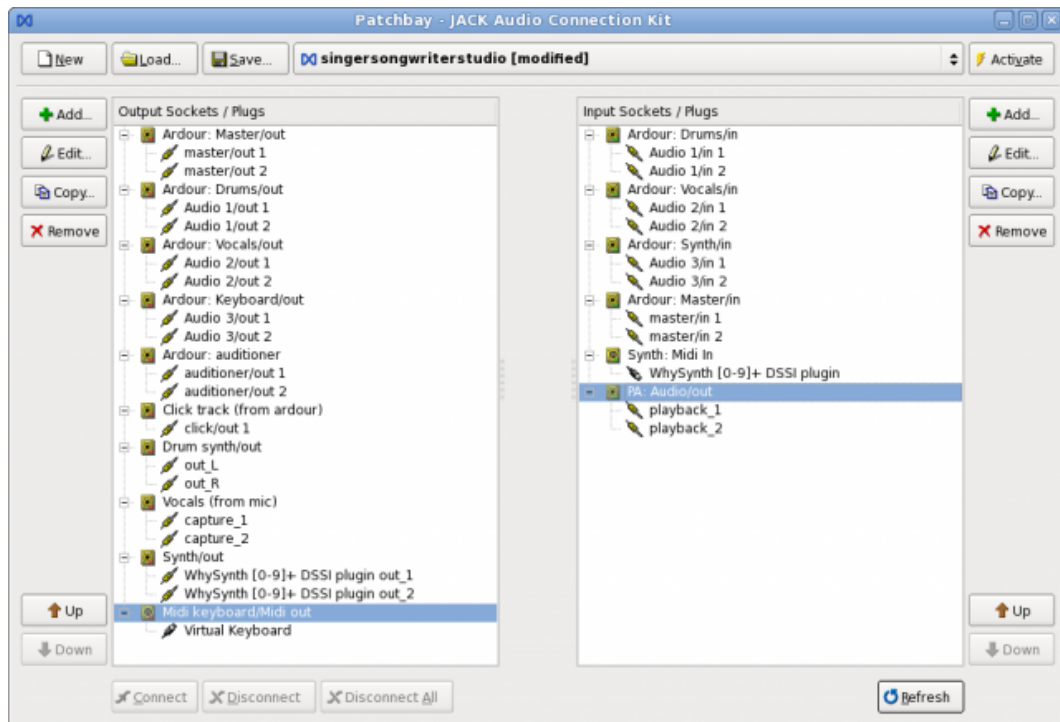 Patchbay - JACK Audio Connection Kit
New
Load...
Save...
singersongwriterstudio [modified]
Activate
Add...
Edit...
Copy...
Remove
Up
Down
Output Sockets / Plugs
Ardour: Master/out
master/out 1
master/out 2
Ardour: Drums/out
Audio 1/out 1
Audio 1/out 2
Ardour: Vocals/out
Audio 2/out 1
Audio 2/out 2
Ardour: Keyboard/out
Audio 3/out 1
Audio 3/out 2
Ardour: auditioner
auditioner/out 1
auditioner/out 2
Click track (from ardour)
click/out 1
Drum synth/out
out_L
out_R
Vocals (from mic)
capture_1
capture_2
Synth/out
WhySynth [0-9]+ DSSI plugin out_1
WhySynth [0-9]+ DSSI plugin out_2
Midi keyboard/Midi out
Virtual Keyboard
Input Sockets / Plugs
Ardour: Drums/in
Audio 1/in 1
Audio 1/in 2
Ardour: Vocals/in
Audio 2/in 1
Audio 2/in 2
Ardour: Synth/in
Audio 3/in 1
Audio 3/in 2
Ardour: Master/in
master/in 1
master/in 2
Synth: Midi In
WhySynth [0-9]+ DSSI plugin
PA: Audio/out
playback_1
playback_2
Add...
Edit...
Copy...
Remove
Up
Down
Connect
Disconnect
Disconnect All
Refresh